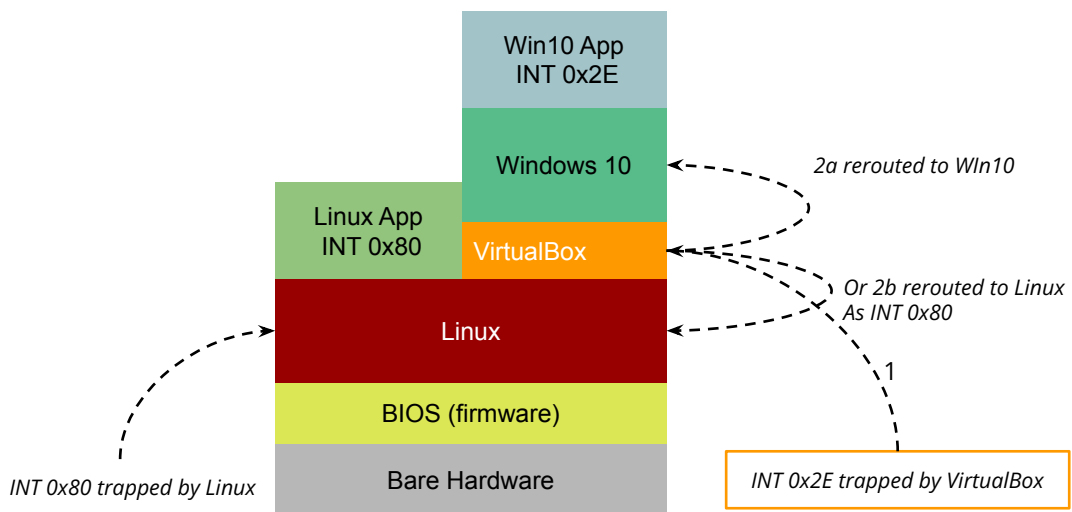 Win10 App
INT 0x2E
Windows 10
2a rerouted to WIn10
Linux App
INT 0x80
VirtualBox
Or 2b rerouted to Linux
As INT 0x80
Linux
1
BIOS (firmware)
INT 0x80 trapped by Linux
Bare Hardware
INT 0x2E trapped by VirtualBox